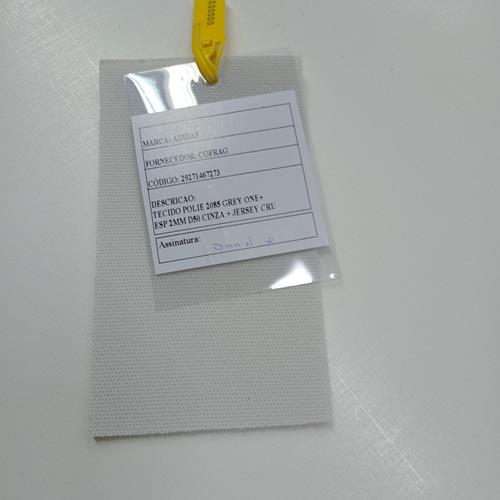 MARCA: ADIDAS
FORNECEDOR: COFRAG
CÓDIGO: 29271467273
DESCRICAO:
TECIDO POLIE 2085 GREY ONE+
ESP 2MM D50 CINZA + JERSEY CRU
Assinatura: